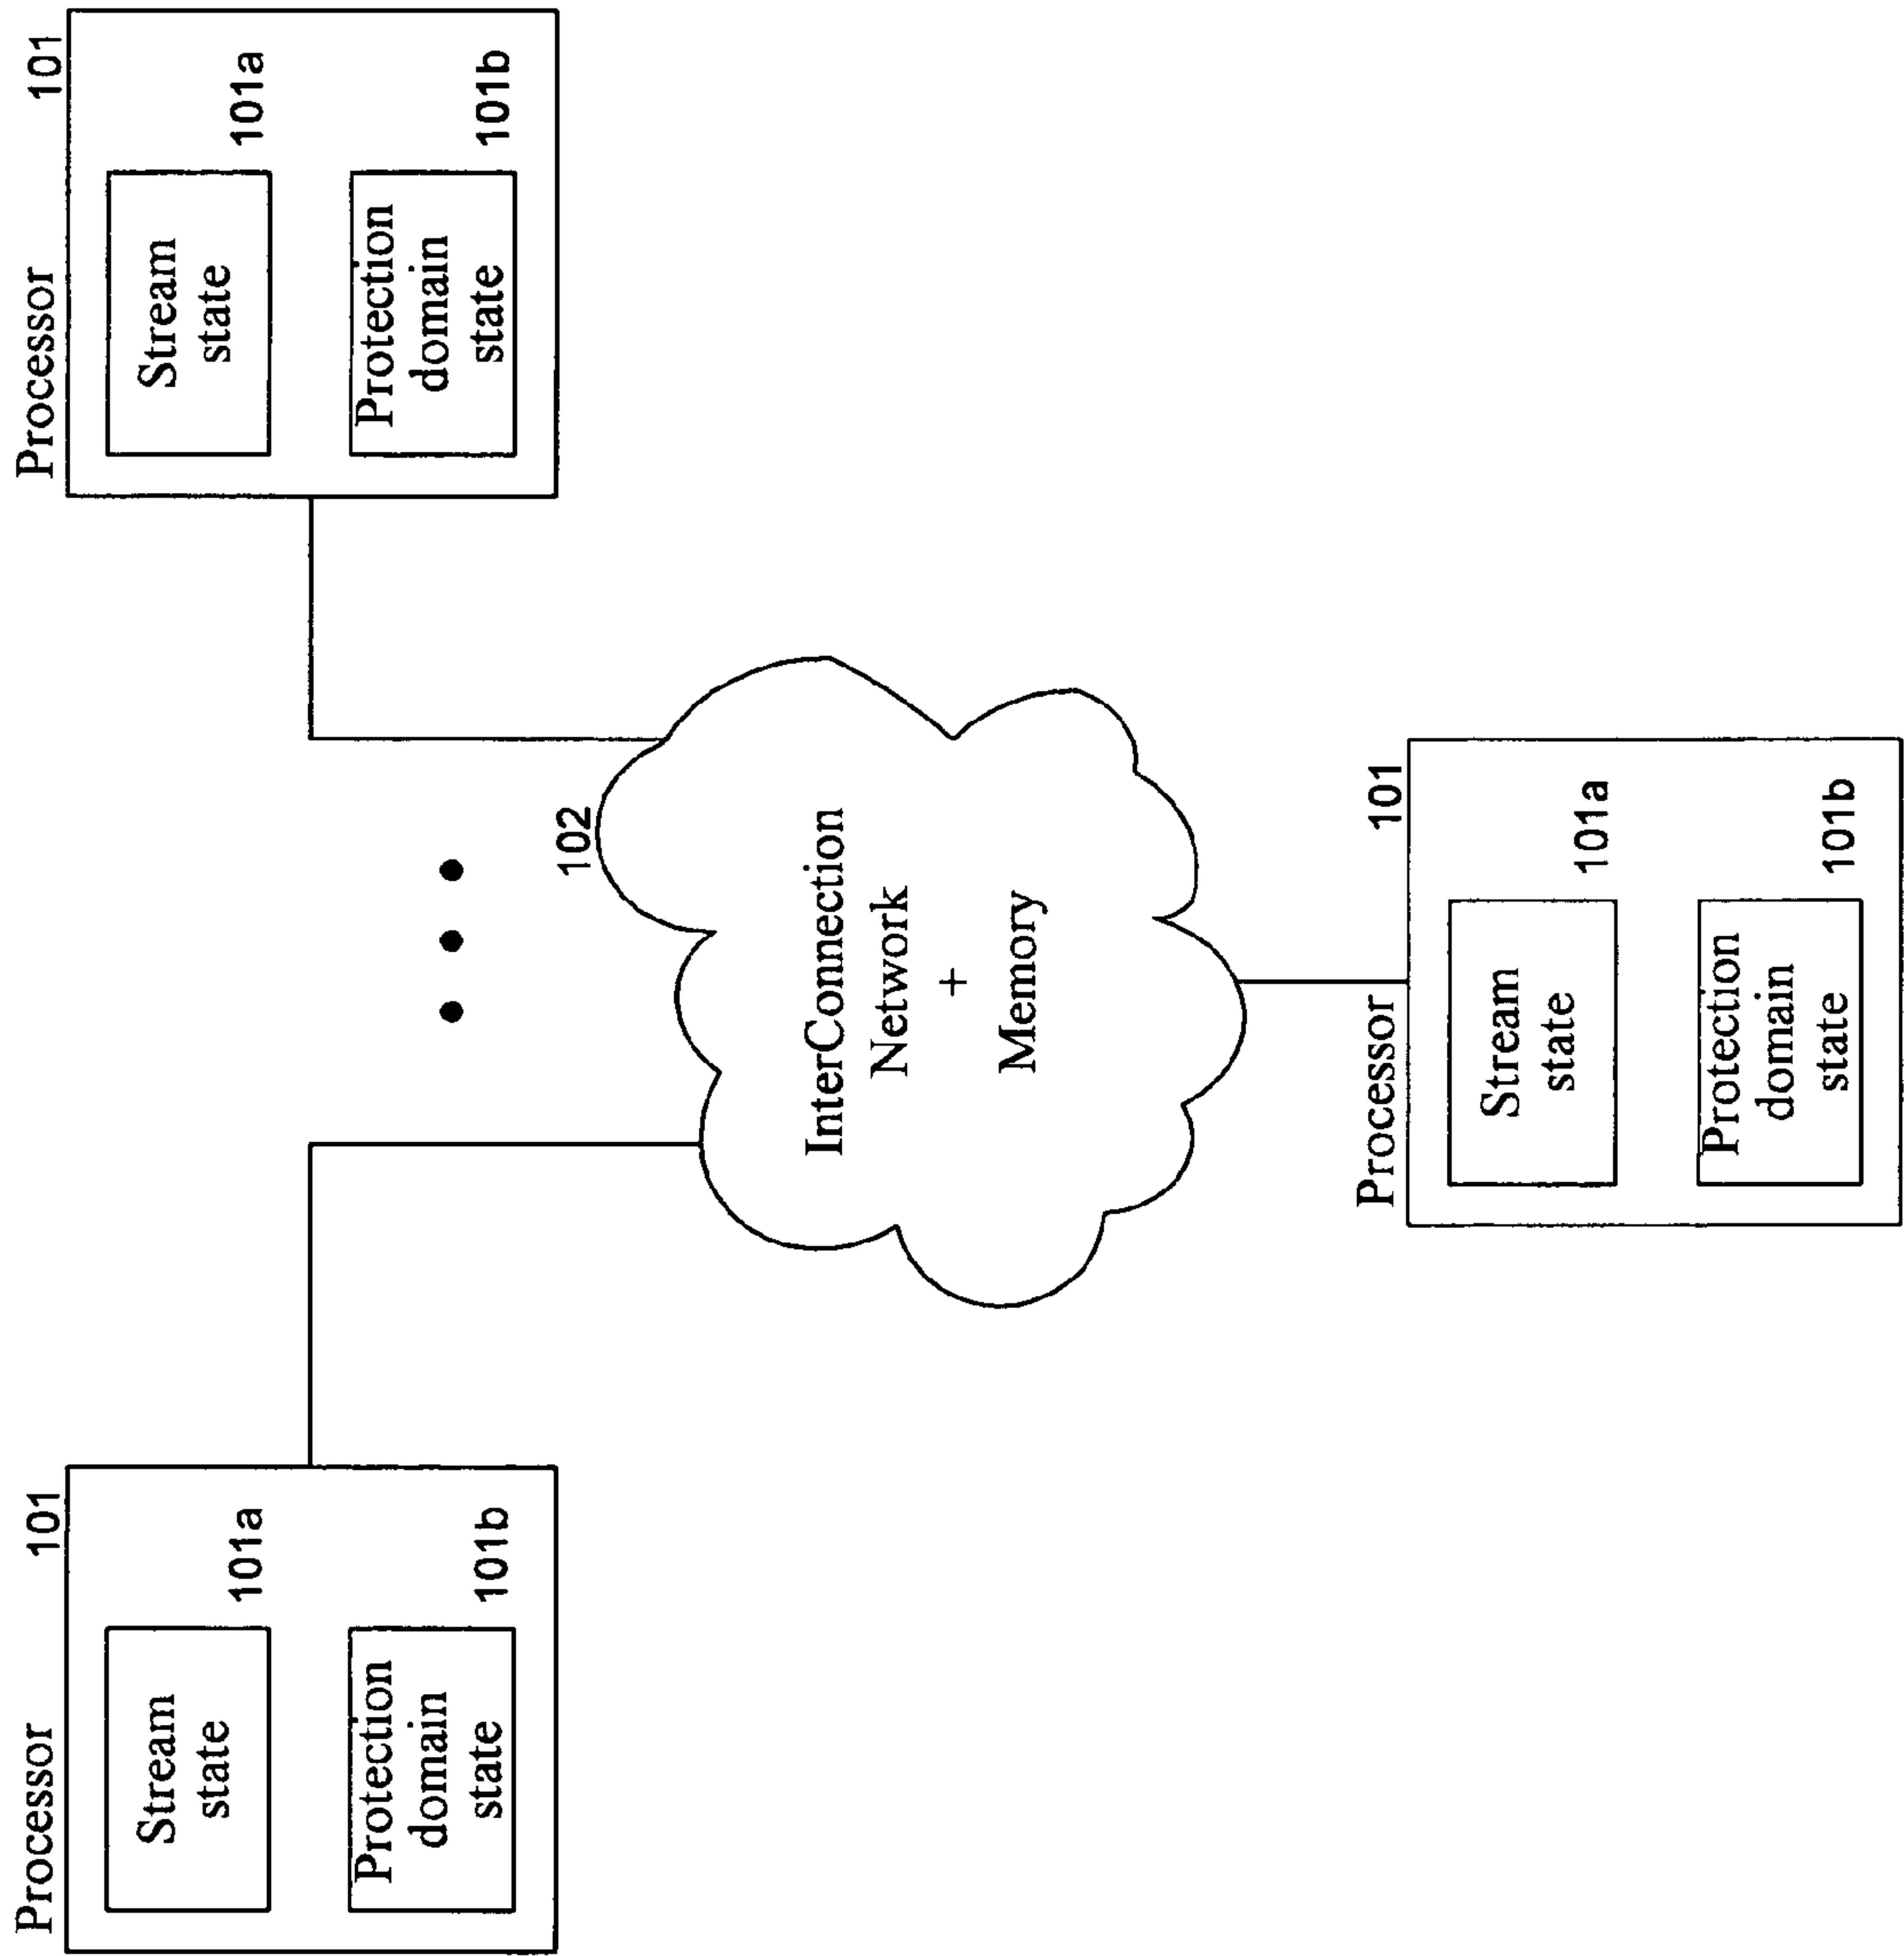 Processor 101
Stream
state
101a
Protection
domain
state
101b
Processor 101
Stream
state
101a
Protection
domain
state
101b
102
InterConnection
Network
+
Memory
Processor 101
Stream
state
101a
Protection
domain
state
101b